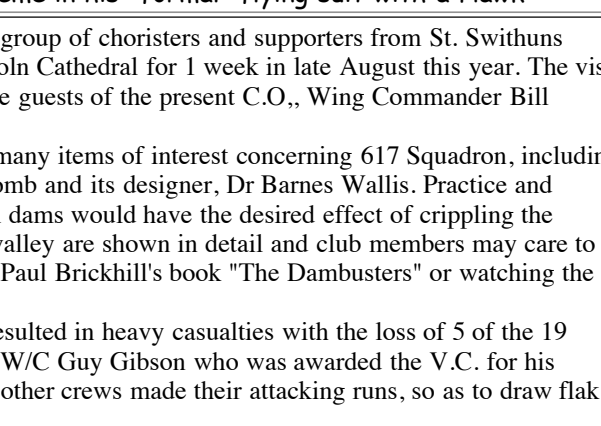 group of choristers and supporters from St. Swithuns
oln Cathedral for 1 week in late August this year. The vis
e guests of the present C.O,, Wing Commander Bill
many items of interest concerning 617 Squadron, includin
omb and its designer, Dr Barnes Wallis. Practice and
dams would have the desired effect of crippling the
valley are shown in detail and club members may care to
Paul Brickhill's book "The Dambusters" or watching the
esulted in heavy casualties with the loss of 5 of the 19
W/C Guy Gibson who was awarded the V.C. for his
other crews made their attacking runs, so as to draw flak